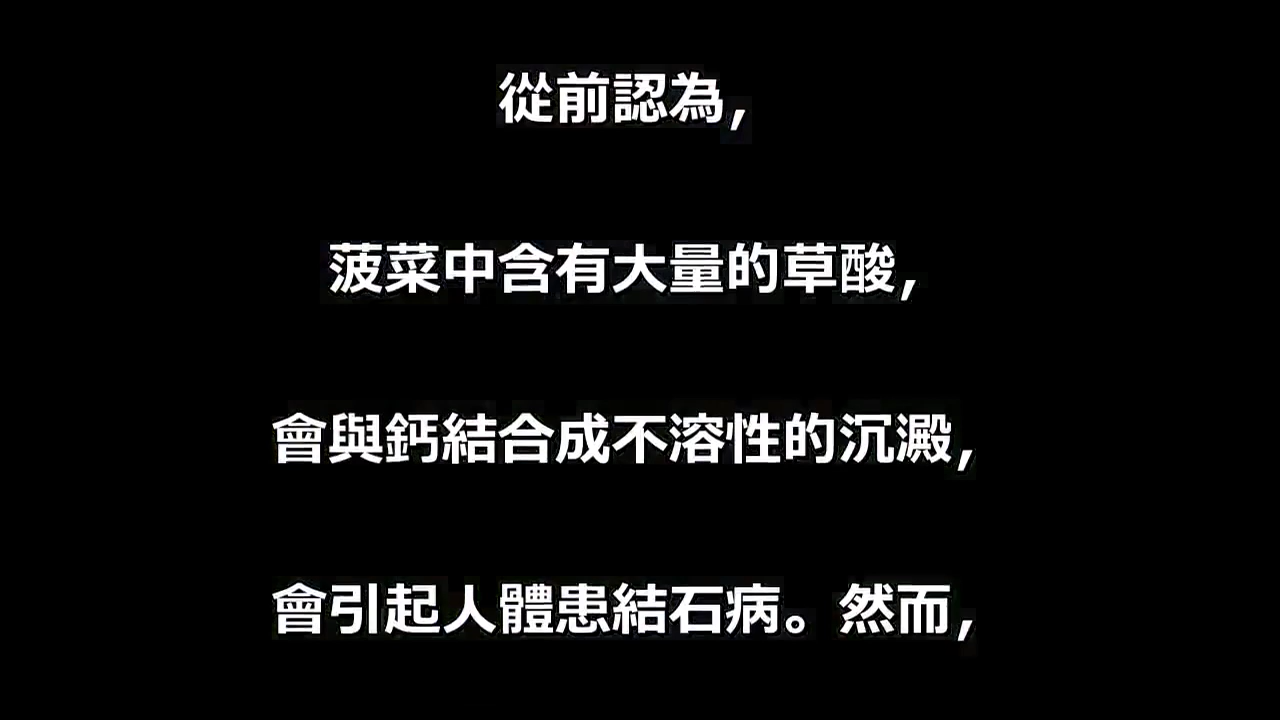 從前認為,
菠菜中含有大量的草酸,
會與鈣結合成不溶性的沉澱,
會引起人體患結石病。然而,